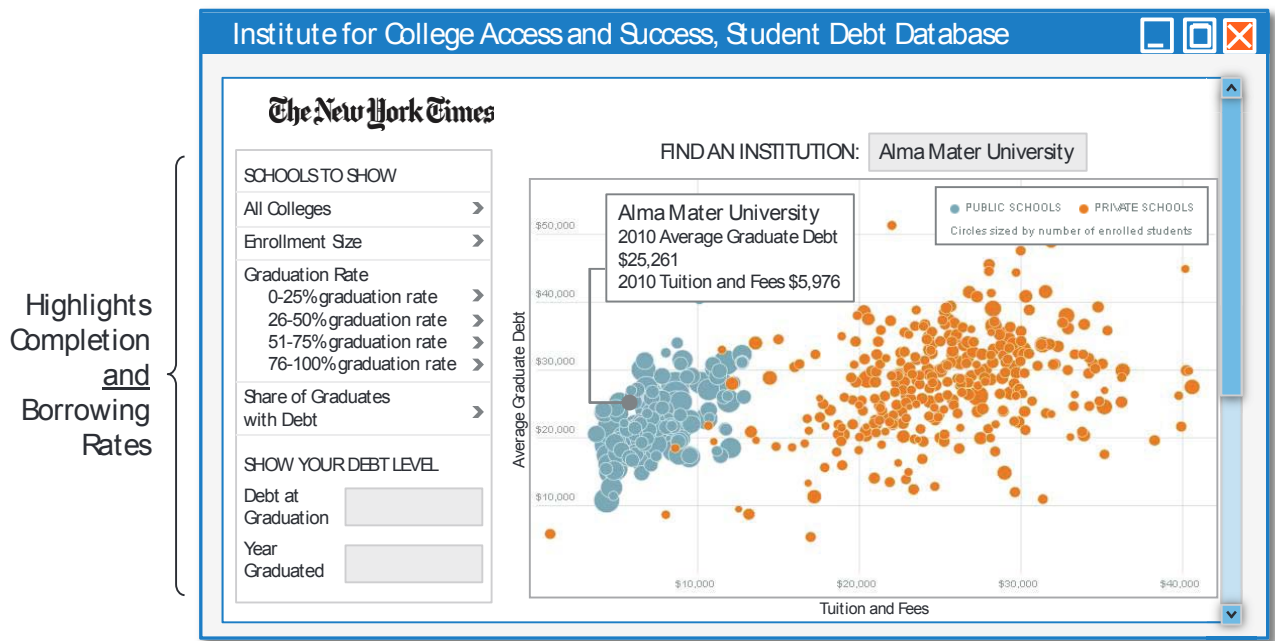 Institute for College Access and Success, Student Debt Database
The New York Times
Highlights
Completion
and
Borrowing
Rates
SCHOOLS TO SHOW
All Colleges
Enrollment Size
Graduation Rate
0-25% graduation rate
26-50% graduation rate
51-75% graduation rate
76-100% graduation rate
Share of Graduates
with Debt
SHOW YOUR DEBT LEVEL
Debt at
Graduation
Year
Graduated
FIND AN INSTITUTION: Alma Mater University
Alma Mater University
2010 Average Graduate Debt
$25,261
2010 Tuition and Fees $5,976
PUBLIC SCHOOLS PRIVATE SCHOOLS
Circles sized by number of enrolled students
Average Graduate Debt
$50,000
$40,000
$30,000
$20,000
$10,000
$10,000 $20,000 $30,000 $40,000
Tuition and Fees